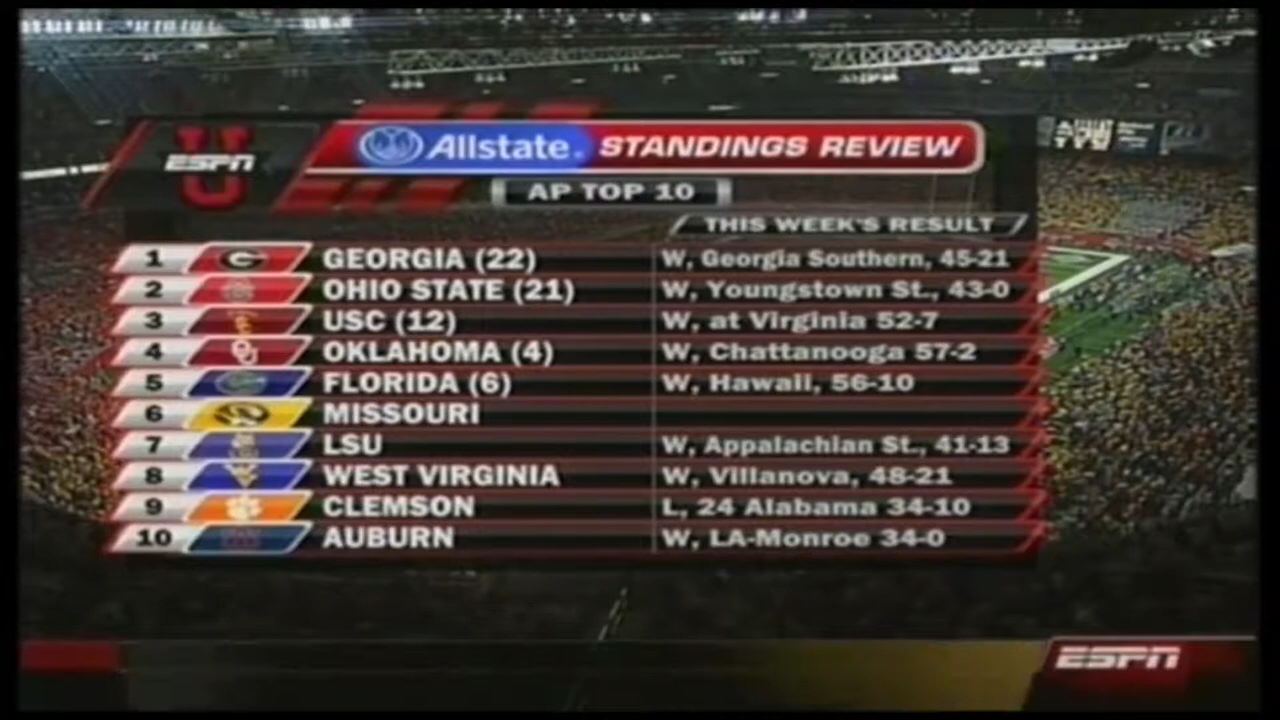 ESPN U
Allstate. STANDINGS REVIEW
AP TOP 10
THIS WEEK'S RESULT
1 G GEORGIA (22) W, Georgia Southern, 45-21
2 OHIO STATE (21) W, Youngstown St., 43-0
3 USC (12) W, at Virginia 52-7
4 OU OKLAHOMA (4) W, Chattanooga 57-2
5 FLORIDA (6) W, Hawaii, 56-10
6 MISSOURI
7 LSU W, Appalachian St., 41-13
8 WEST VIRGINIA W, Villanova, 48-21
9 CLEMSON L, 24 Alabama 34-10
10 AUBURN W, LA-Monroe 34-0
ESPN